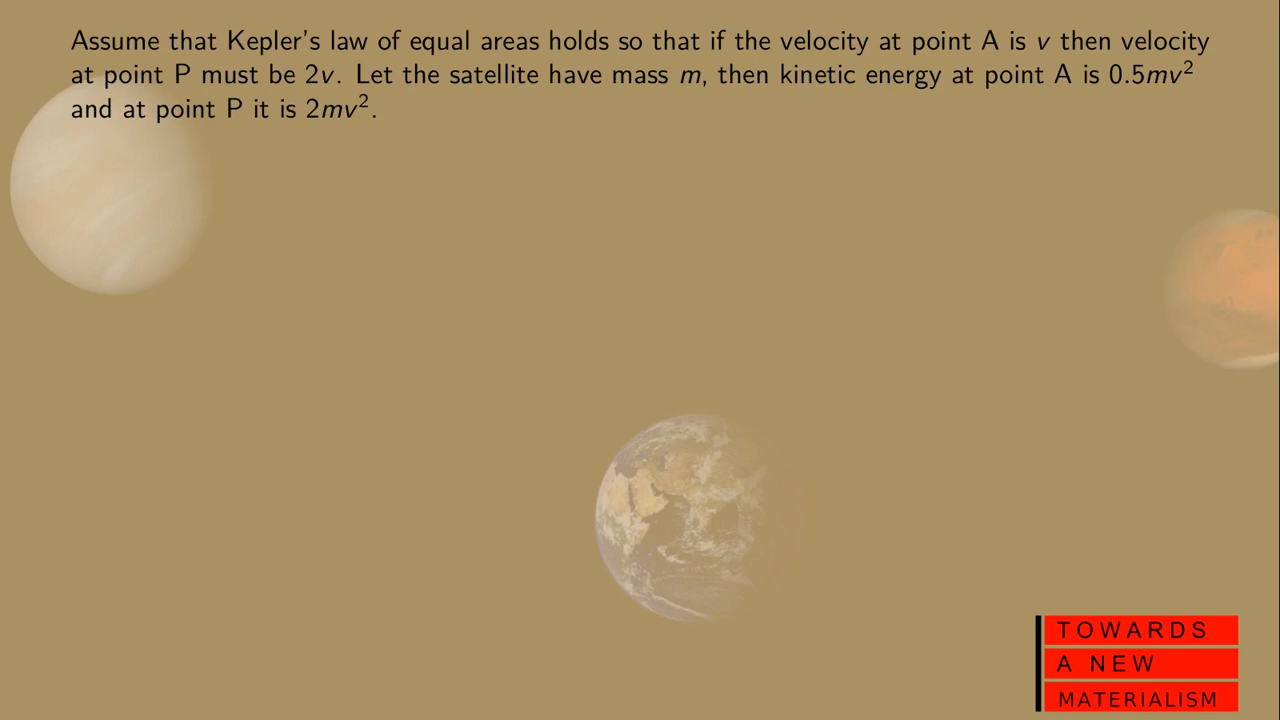 Assume that Kepler's law of equal areas holds so that if the velocity at point A is v then velocity
at point P must be 2v. Let the satellite have mass m, then kinetic energy at point A is 0.5mv²
and at point P it is 2mv².
TOWARDS
A NEW
MATERIALISM